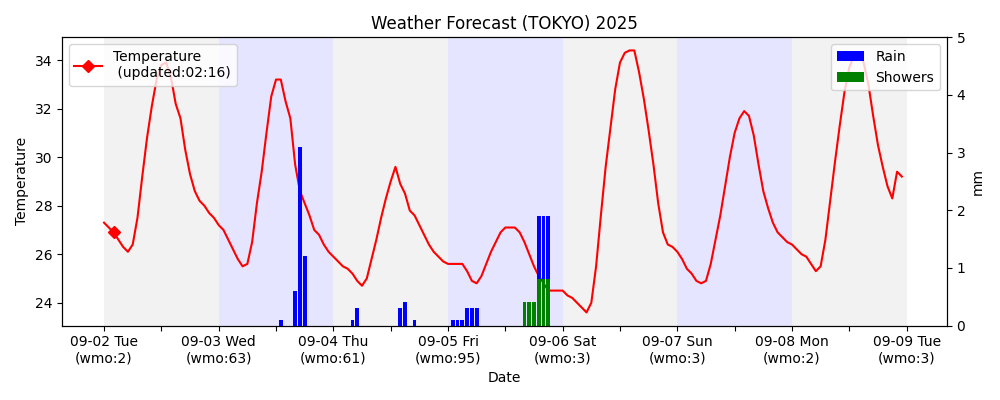 Weather Forecast (TOKYO) 2025
Temperature
(updated:02:16)
Rain
Showers
34
32
30
28
26
24
Temperature
5
4
3
2
1
0
mm
09-02 Tue
(wmo:2)
09-03 Wed
(wmo:63)
09-04 Thu
(wmo:61)
09-05 Fri
(wmo:95)
09-06 Sat
(wmo:3)
09-07 Sun
(wmo:3)
09-08 Mon
(wmo:2)
09-09 Tue
(wmo:3)
Date